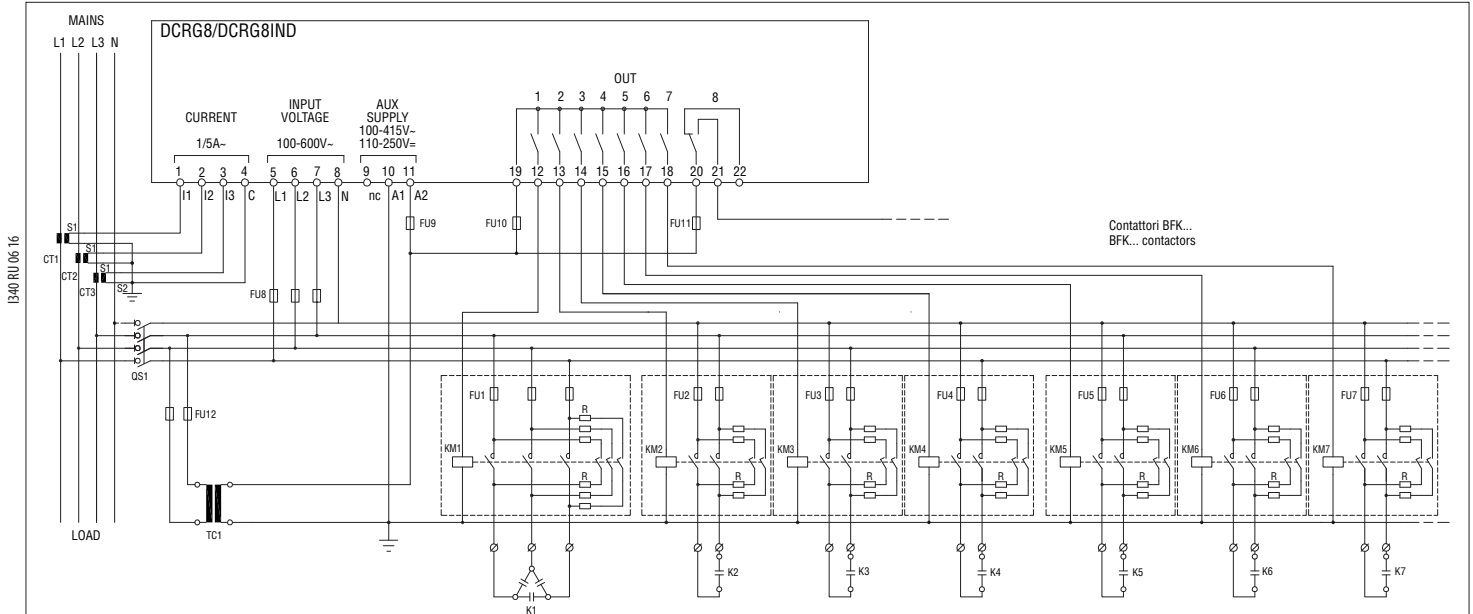 MAINS
L1 L2 L3 N
DCRG8/DCRG8IND
OUT
1 2 3 4 5 6 7 8
CURRENT
1/5A~
INPUT
VOLTAGE
100-600V~
AUX
SUPPLY
100-415V~
110-250V=
1 2 3 4 5 6 7 8 9 10 11 19 12 13 14 15 16 17 18 20 21 22
I1 I2 I3 C L1 L2 L3 N nc A1 A2
FU9 FU10 FU11
S1
CT1
S1
CT2
S1
CT3
S2
FU8
Contattori BFK...
BFK... contactors
I340 RU 06 16
QS1
FU12
FU1 FU2 FU3 FU4 FU5 FU6 FU7
R
KM1 KM2 KM3 KM4 KM5 KM6 KM7
R R R R R R R
LOAD
TC1
K1 K2 K3 K4 K5 K6 K7